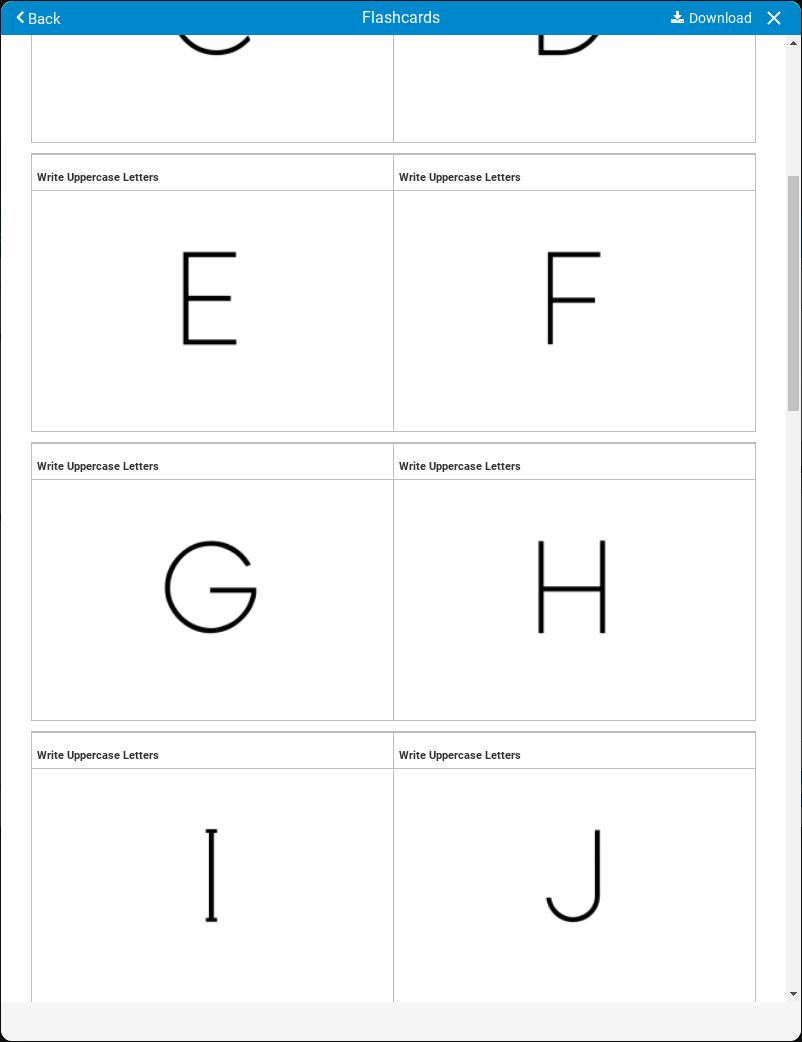 Back Flashcards Download
C D
Write Uppercase Letters Write Uppercase Letters
E F
Write Uppercase Letters Write Uppercase Letters
G H
Write Uppercase Letters Write Uppercase Letters
I J